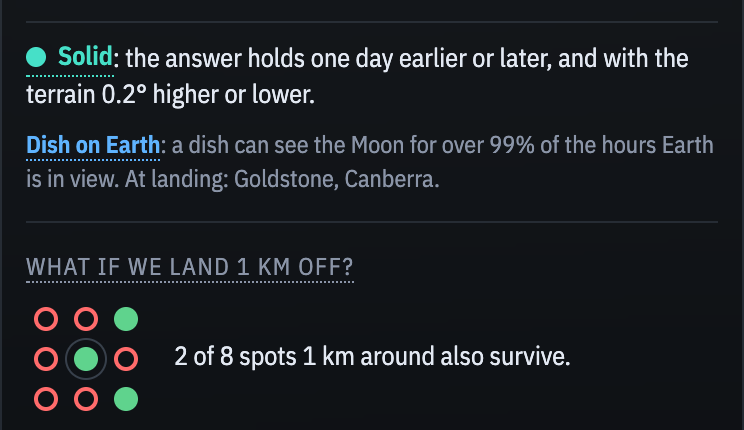 Solid: the answer holds one day earlier or later, and with the
terrain 0.2° higher or lower.
Dish on Earth: a dish can see the Moon for over 99% of the hours Earth
is in view. At landing: Goldstone, Canberra.
WHAT IF WE LAND 1 KM OFF?
2 of 8 spots 1 km around also survive.